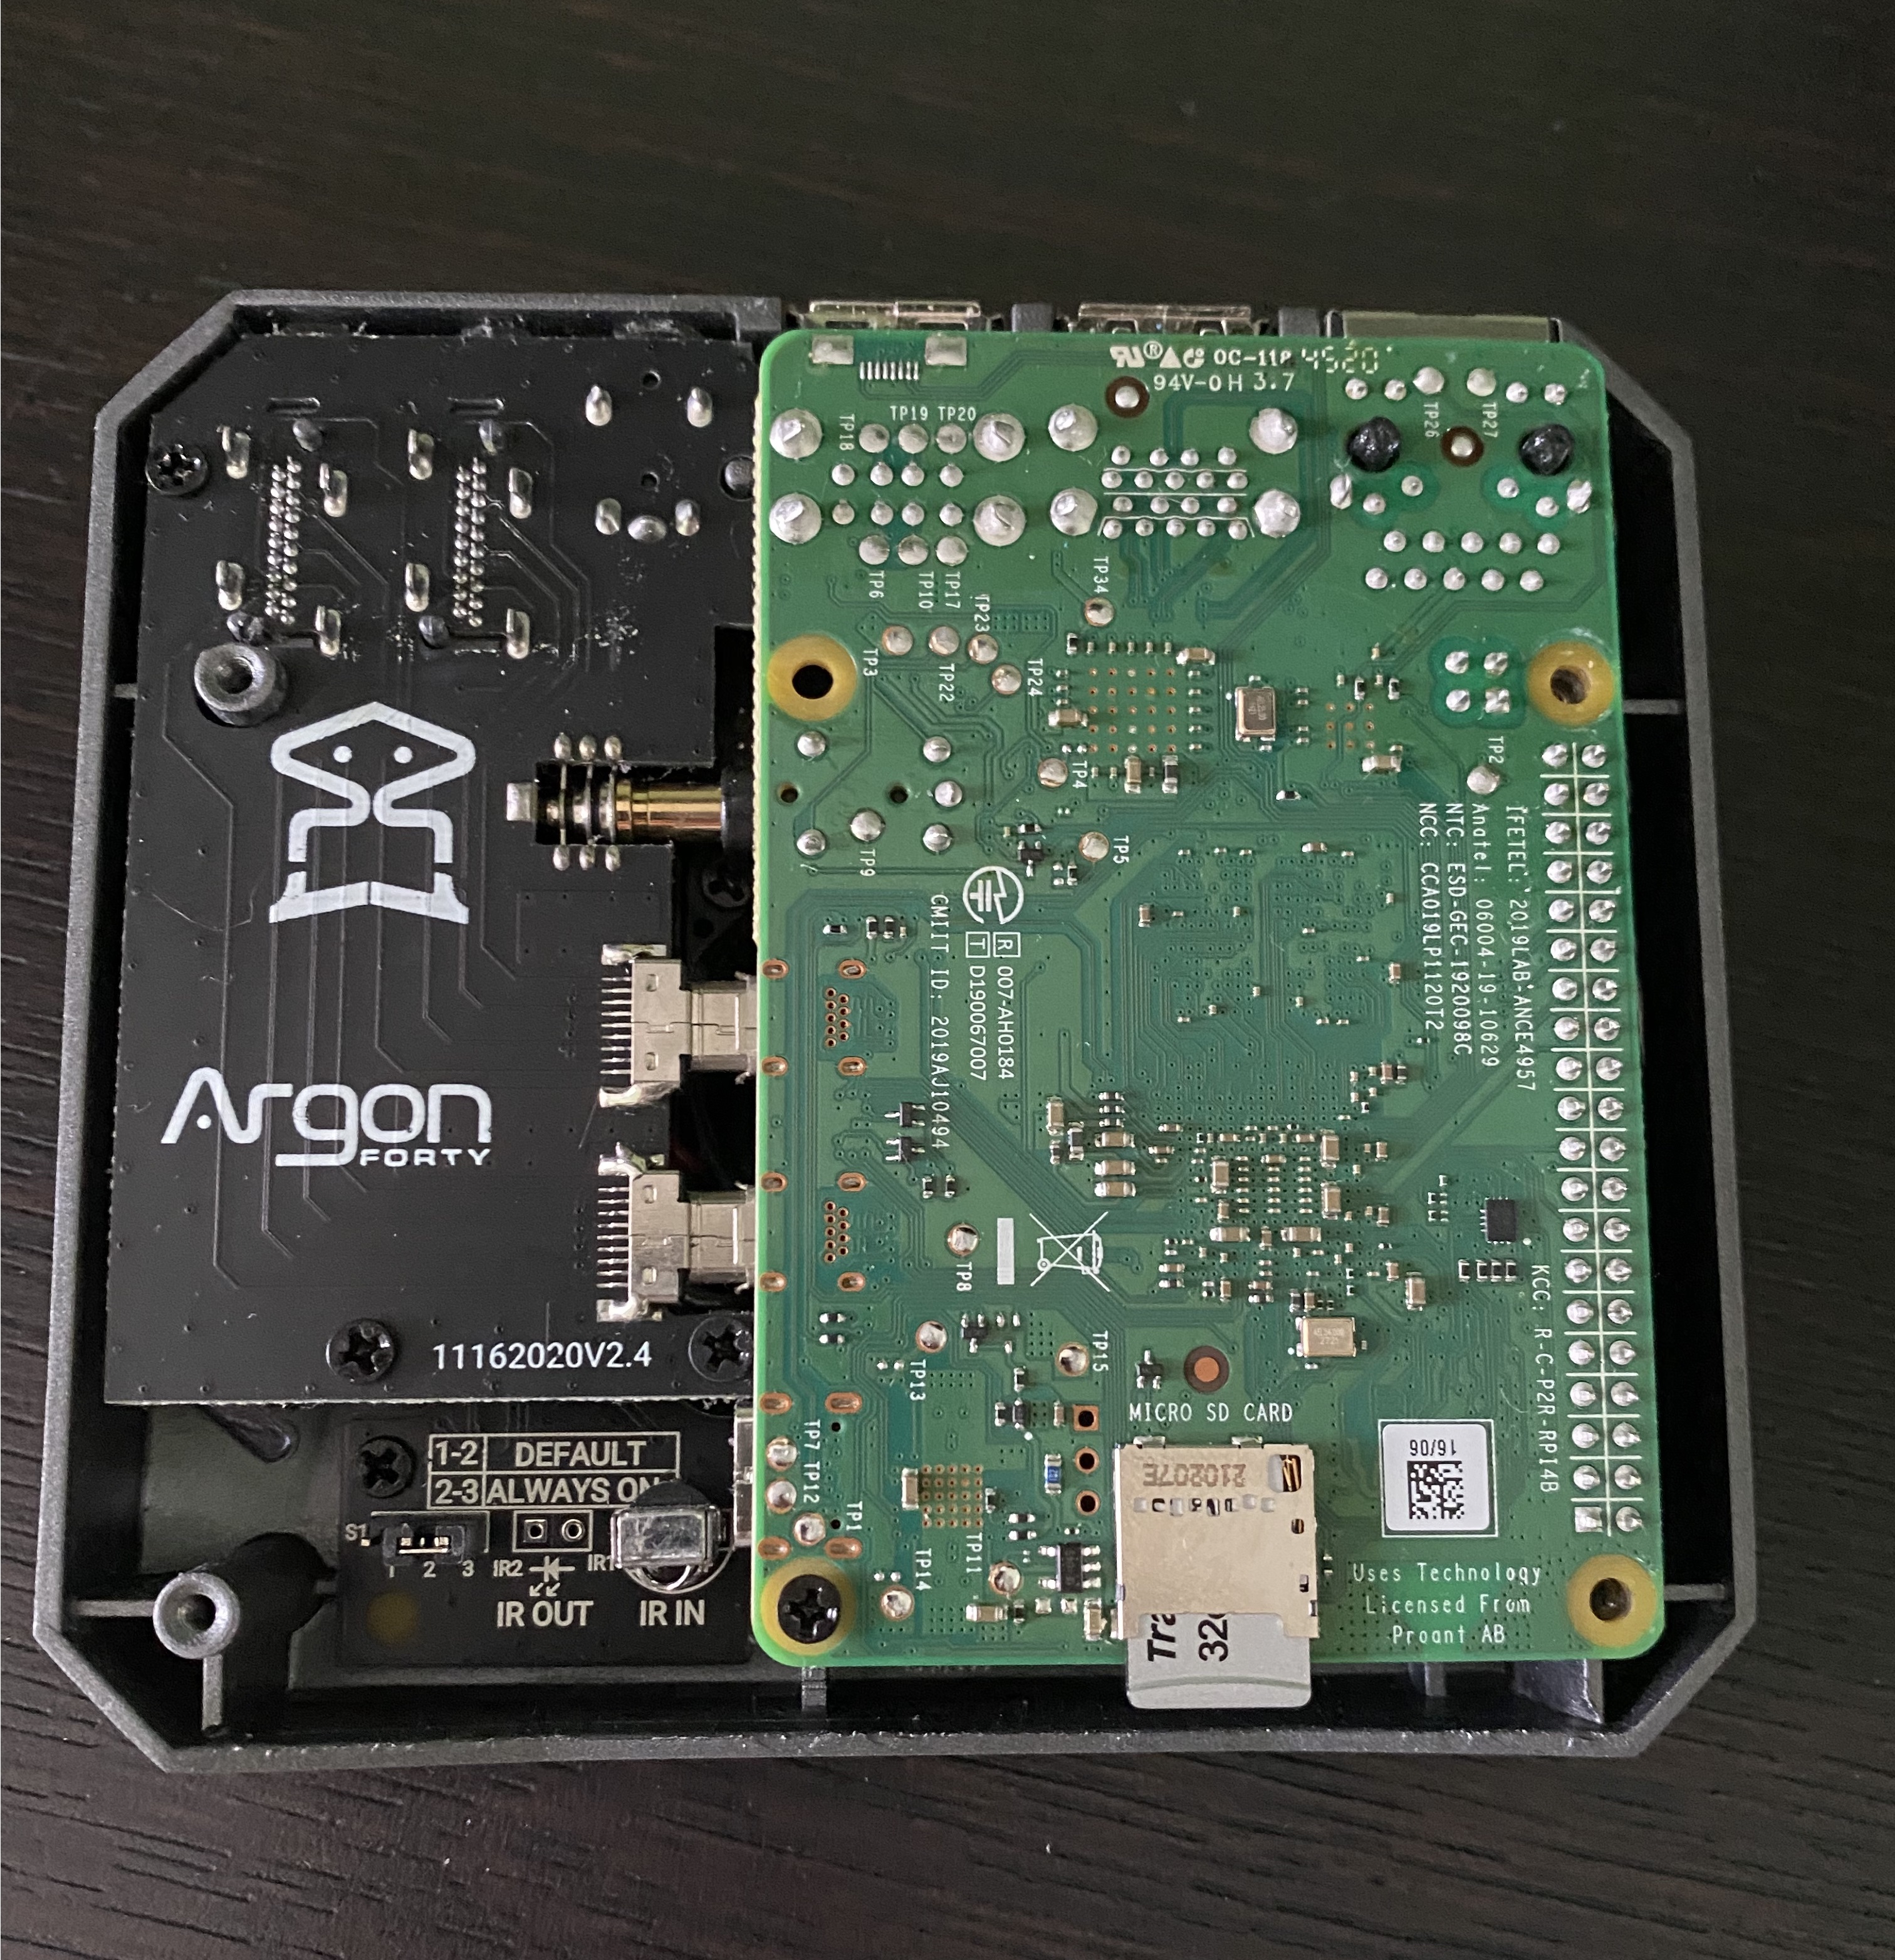 OC-118 4520
94V-0 H 3.7
TP19 TP20
TP18
TP26
TP27
TP6
TP10
TP17
TP23
TP34
TP3
TP22
TP24
TP4
TP2
TP5
TP9
IFETEL: 2019LAB-ANCE4957
Anatel: 06004-19-10629
NTC: ESD-GEC-1920098C
NCC: CCAO19LP1120T2
R 007-AH0184
T D190067007
CMIIT ID: 2019AJ10494
Argon
FORTY
TP8
KCC: R-C-P2R-RPI4B
11162020V2.4
TP13
TP15
MICRO SD CARD
16/06
210207E
1-2 DEFAULT
2-3 ALWAYS ON
S1
1 2 3
IR2
IR1
IR OUT
IR IN
TP7
TP12
TP1
TP14
TP11
Uses Technology
Licensed From
Proant AB